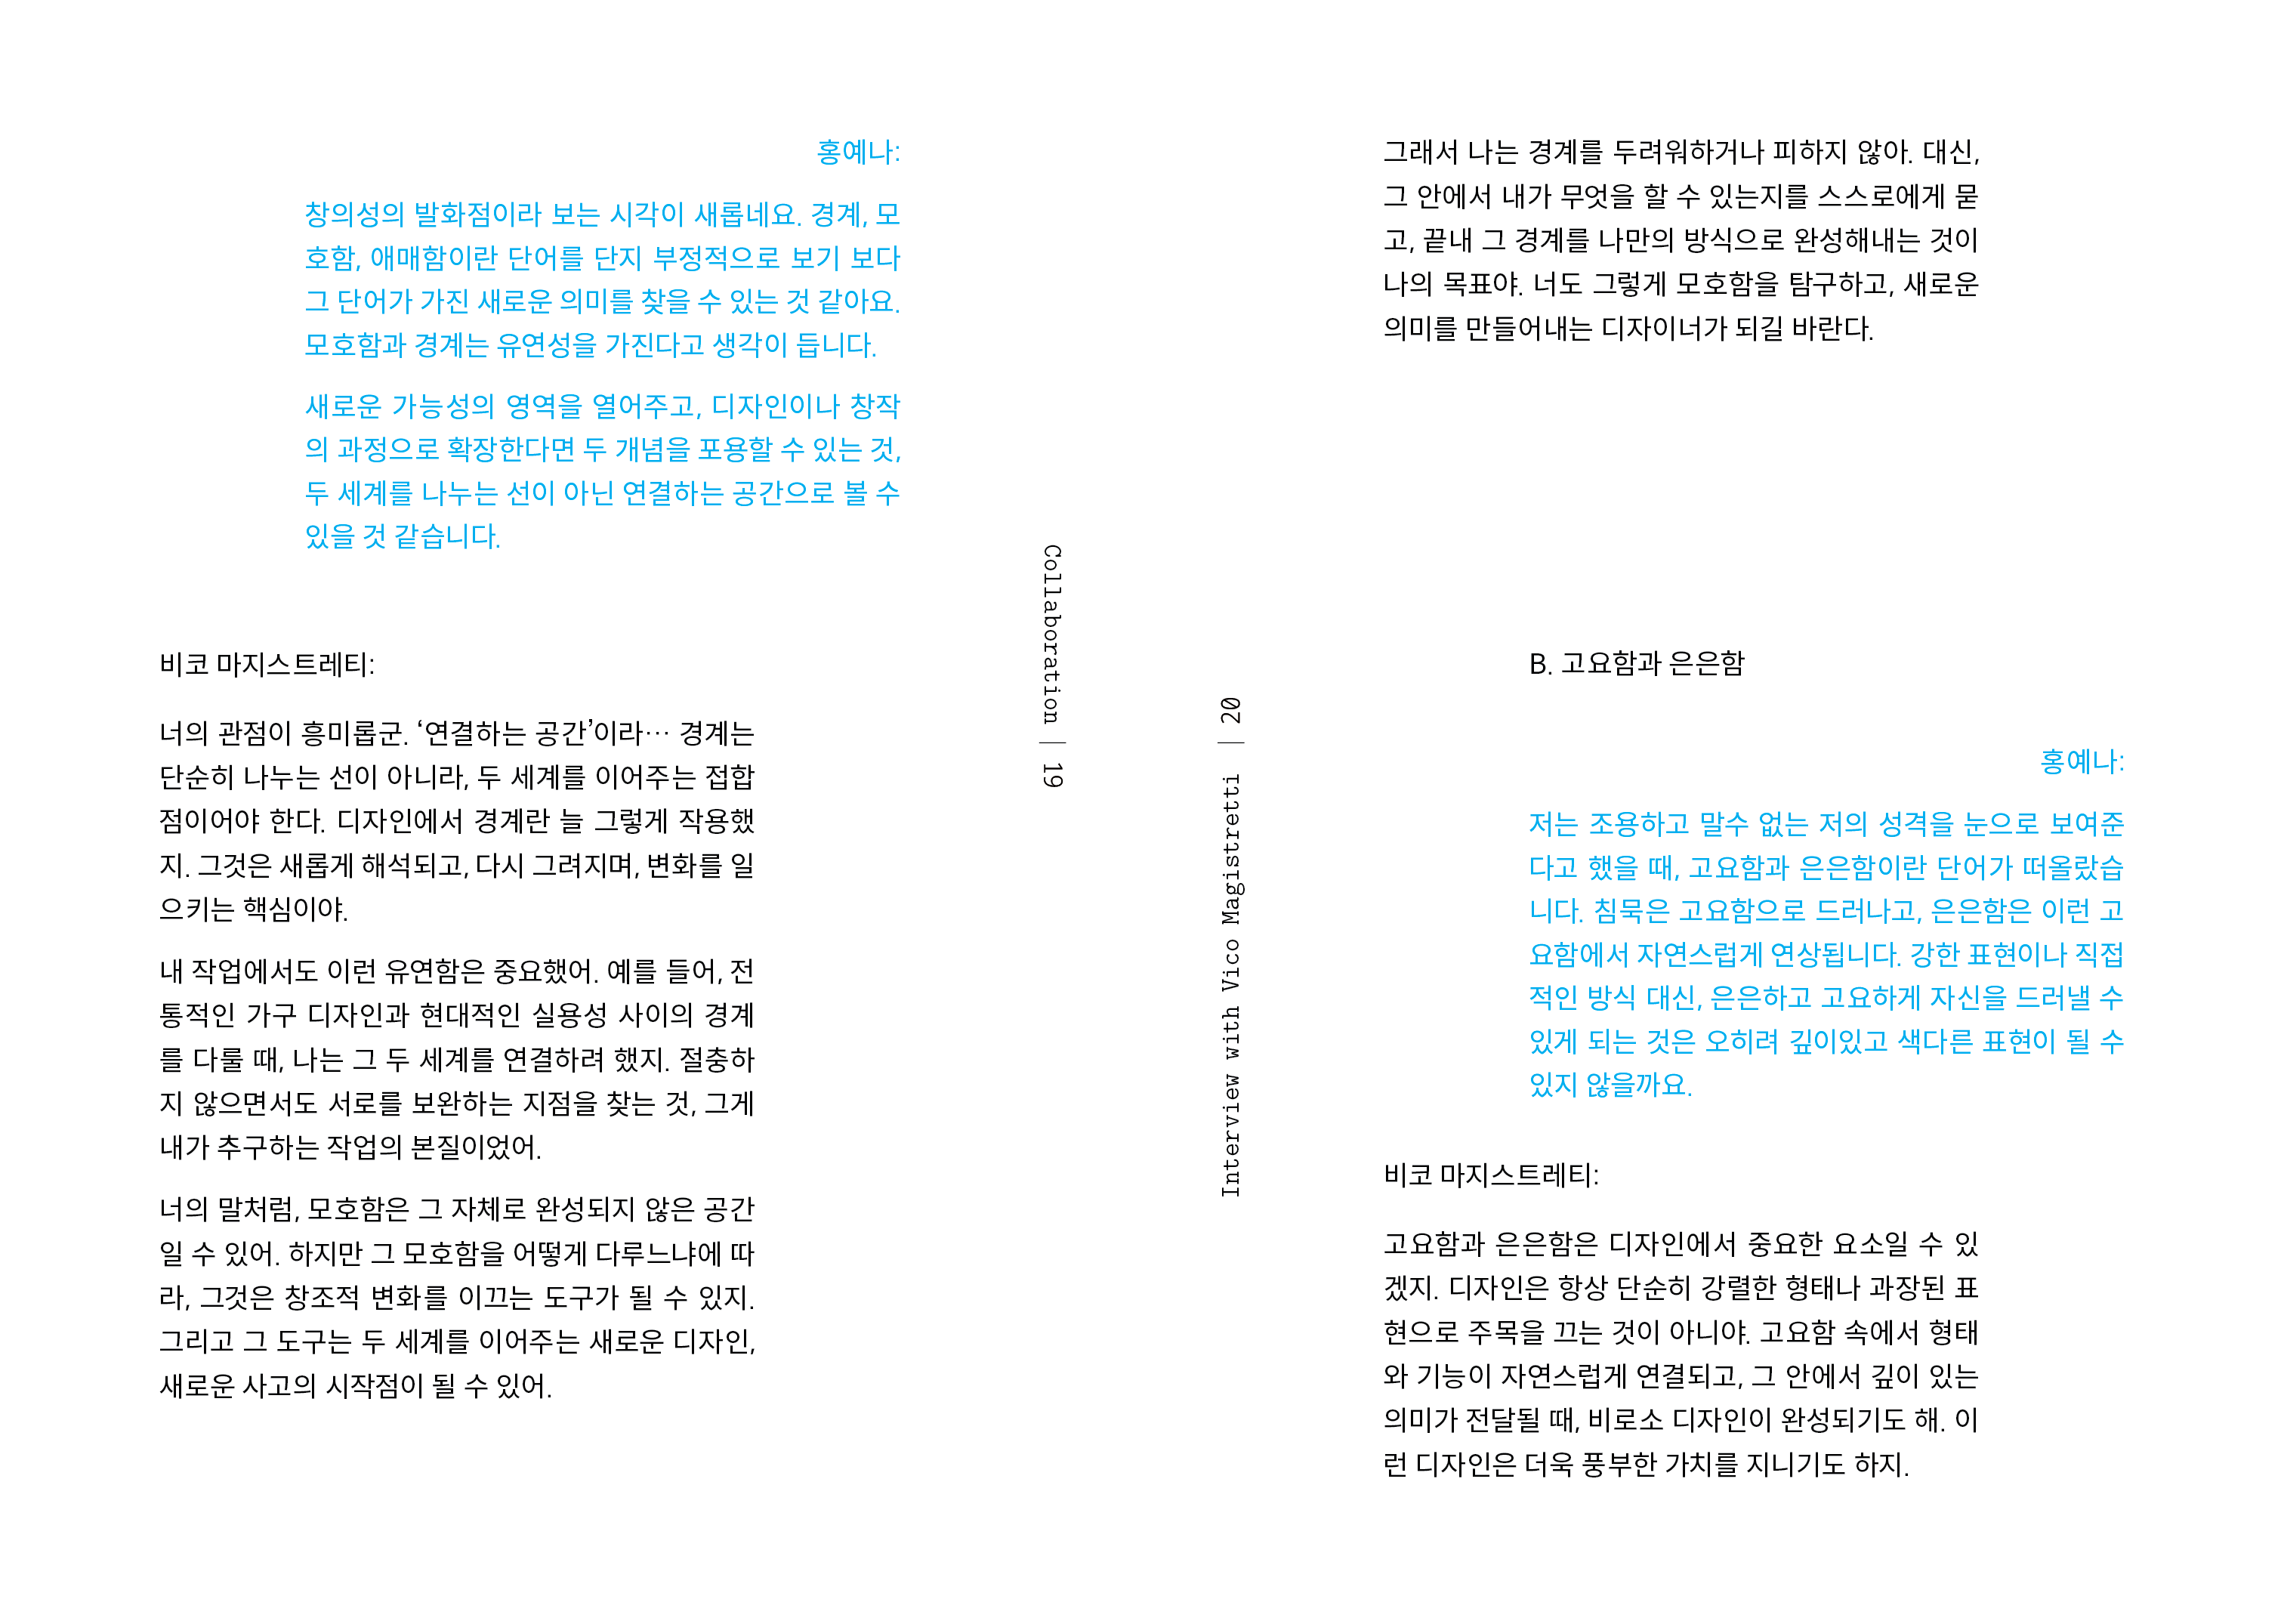 홍예나:
창의성의 발화점이라 보는 시각이 새롭네요. 경계, 모
호함, 애매함이란 단어를 단지 부정적으로 보기 보다
그 단어가 가진 새로운 의미를 찾을 수 있는 것 같아요.
모호함과 경계는 유연성을 가진다고 생각이 듭니다.
새로운 가능성의 영역을 열어주고, 디자인이나 창작
의 과정으로 확장한다면 두 개념을 포용할 수 있는 것,
두 세계를 나누는 선이 아닌 연결하는 공간으로 볼 수
있을 것 같습니다.
비코 마지스트레티:
너의 관점이 흥미롭군. ‘연결하는 공간’이라… 경계는
단순히 나누는 선이 아니라, 두 세계를 이어주는 접합
점이어야 한다. 디자인에서 경계란 늘 그렇게 작용했
지. 그것은 새롭게 해석되고, 다시 그려지며, 변화를 일
으키는 핵심이야.
내 작업에서도 이런 유연함은 중요했어. 예를 들어, 전
통적인 가구 디자인과 현대적인 실용성 사이의 경계
를 다룰 때, 나는 그 두 세계를 연결하려 했지. 절충하
지 않으면서도 서로를 보완하는 지점을 찾는 것, 그게
내가 추구하는 작업의 본질이었어.
너의 말처럼, 모호함은 그 자체로 완성되지 않은 공간
일 수 있어. 하지만 그 모호함을 어떻게 다루느냐에 따
라, 그것은 창조적 변화를 이끄는 도구가 될 수 있지.
그리고 그 도구는 두 세계를 이어주는 새로운 디자인,
새로운 사고의 시작점이 될 수 있어.
Collaboration | 19
Interview with Vico Magistretti | 20
그래서 나는 경계를 두려워하거나 피하지 않아. 대신,
그 안에서 내가 무엇을 할 수 있는지를 스스로에게 묻
고, 끝내 그 경계를 나만의 방식으로 완성해내는 것이
나의 목표야. 너도 그렇게 모호함을 탐구하고, 새로운
의미를 만들어내는 디자이너가 되길 바란다.
B. 고요함과 은은함
홍예나:
저는 조용하고 말수 없는 저의 성격을 눈으로 보여준
다고 했을 때, 고요함과 은은함이란 단어가 떠올랐습
니다. 침묵은 고요함으로 드러나고, 은은함은 이런 고
요함에서 자연스럽게 연상됩니다. 강한 표현이나 직접
적인 방식 대신, 은은하고 고요하게 자신을 드러낼 수
있게 되는 것은 오히려 깊이있고 색다른 표현이 될 수
있지 않을까요.
비코 마지스트레티:
고요함과 은은함은 디자인에서 중요한 요소일 수 있
겠지. 디자인은 항상 단순히 강렬한 형태나 과장된 표
현으로 주목을 끄는 것이 아니야. 고요함 속에서 형태
와 기능이 자연스럽게 연결되고, 그 안에서 깊이 있는
의미가 전달될 때, 비로소 디자인이 완성되기도 해. 이
런 디자인은 더욱 풍부한 가치를 지니기도 하지.